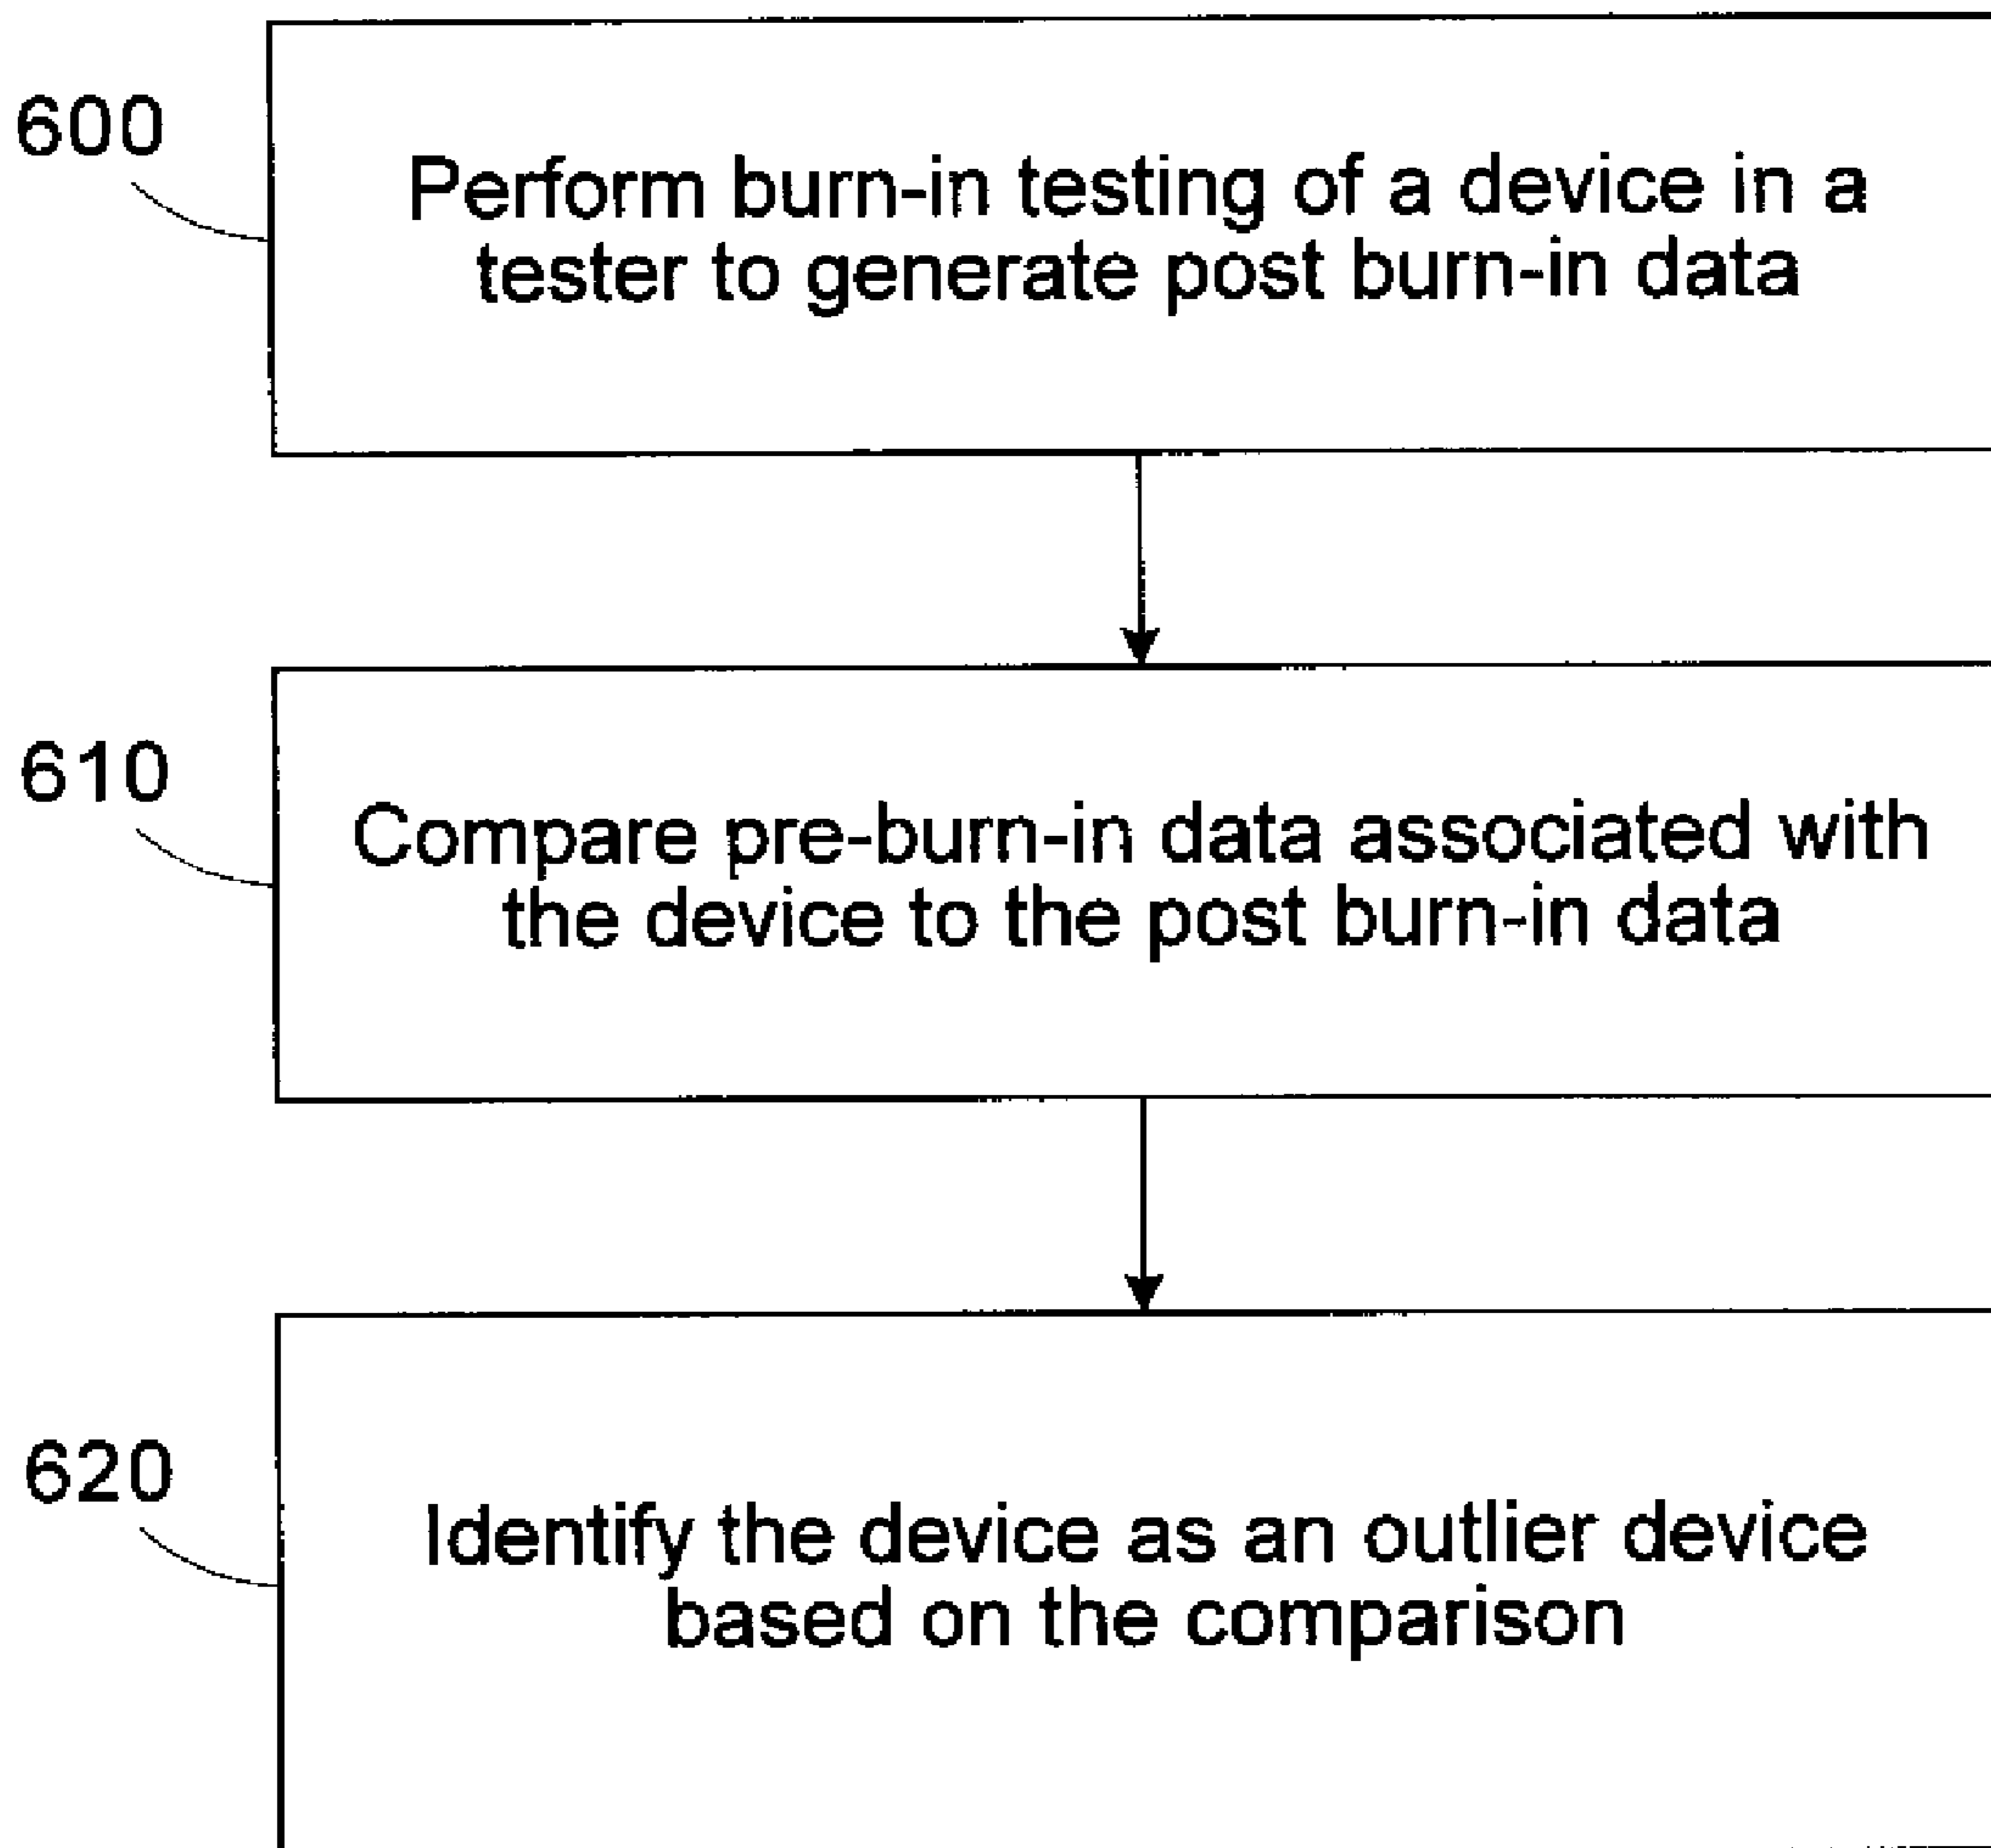 600
Perform burn-in testing of a device in a
tester to generate post burn-in data
610
Compare pre-burn-in data associated with
the device to the post burn-in data
620
Identify the device as an outlier device
based on the comparison